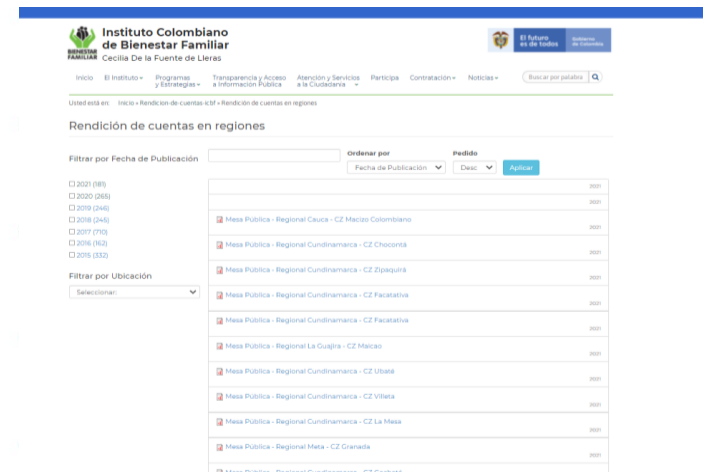 BIENESTAR
FAMILIAR
Instituto Colombiano
de Bienestar Familiar
Cecilia De la Fuente de Lleras
El futuro
es de todos
Gobierno
de Colombia
Inicio
El Instituto
Programas
y Estrategias
Transparencia y Acceso
a Información Pública
Atención y Servicios
a la Ciudadanía
Participa
Contratación
Noticias
Buscar por palabra
Usted está en: Inicio » Rendicion-de-cuentas-icbf » Rendición de cuentas en regiones
Rendición de cuentas en regiones
Filtrar por Fecha de Publicación
2021 (181)
2020 (265)
2019 (246)
2018 (245)
2017 (710)
2016 (162)
2015 (332)
Filtrar por Ubicación
Seleccionar:
Ordenar por
Fecha de Publicación
Pedido
Desc
Aplicar
2021
2021
Mesa Pública - Regional Cauca - CZ Macizo Colombiano
2021
Mesa Pública - Regional Cundinamarca - CZ Chocontá
2021
Mesa Pública - Regional Cundinamarca - CZ Zipaquirá
2021
Mesa Pública - Regional Cundinamarca - CZ Facatativa
2021
Mesa Pública - Regional Cundinamarca - CZ Facatativa
2021
Mesa Pública - Regional La Guajira - CZ Maicao
2021
Mesa Pública - Regional Cundinamarca - CZ Ubaté
2021
Mesa Pública - Regional Cundinamarca - CZ Villeta
2021
Mesa Pública - Regional Cundinamarca - CZ La Mesa
2021
Mesa Pública - Regional Meta - CZ Granada
2021